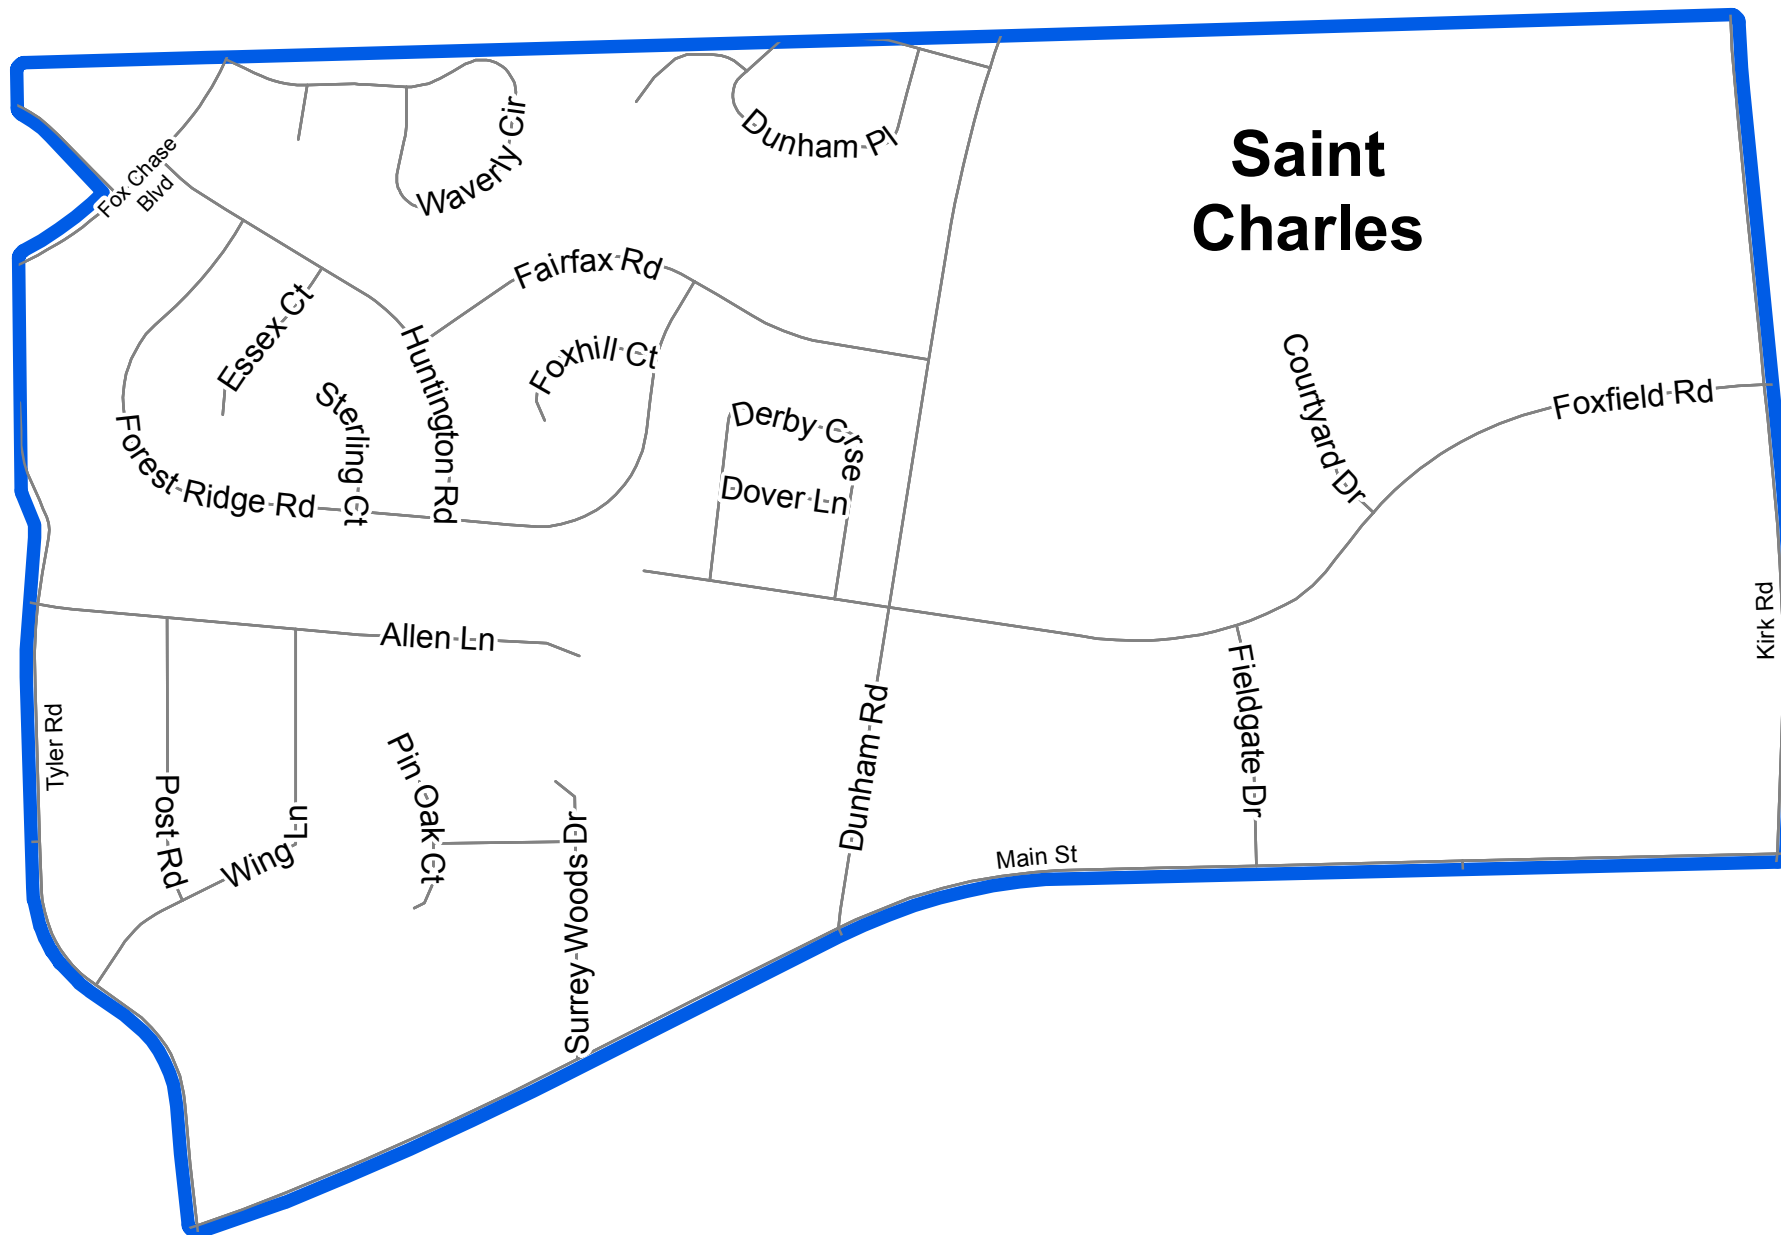 Saint
Charles
Fox Chase
Blvd
Waverly Cir
Dunham Pl
Fairfax Rd
Essex Ct
Foxhill Ct
Huntington Rd
Sterling Ct
Forest Ridge Rd
Derby Crse
Dover Ln
Courtyard Dr
Foxfield Rd
Kirk Rd
Allen Ln
Tyler Rd
Post Rd
Wing Ln
Pin Oak Ct
Surrey Woods Dr
Dunham Rd
Fieldgate Dr
Main St